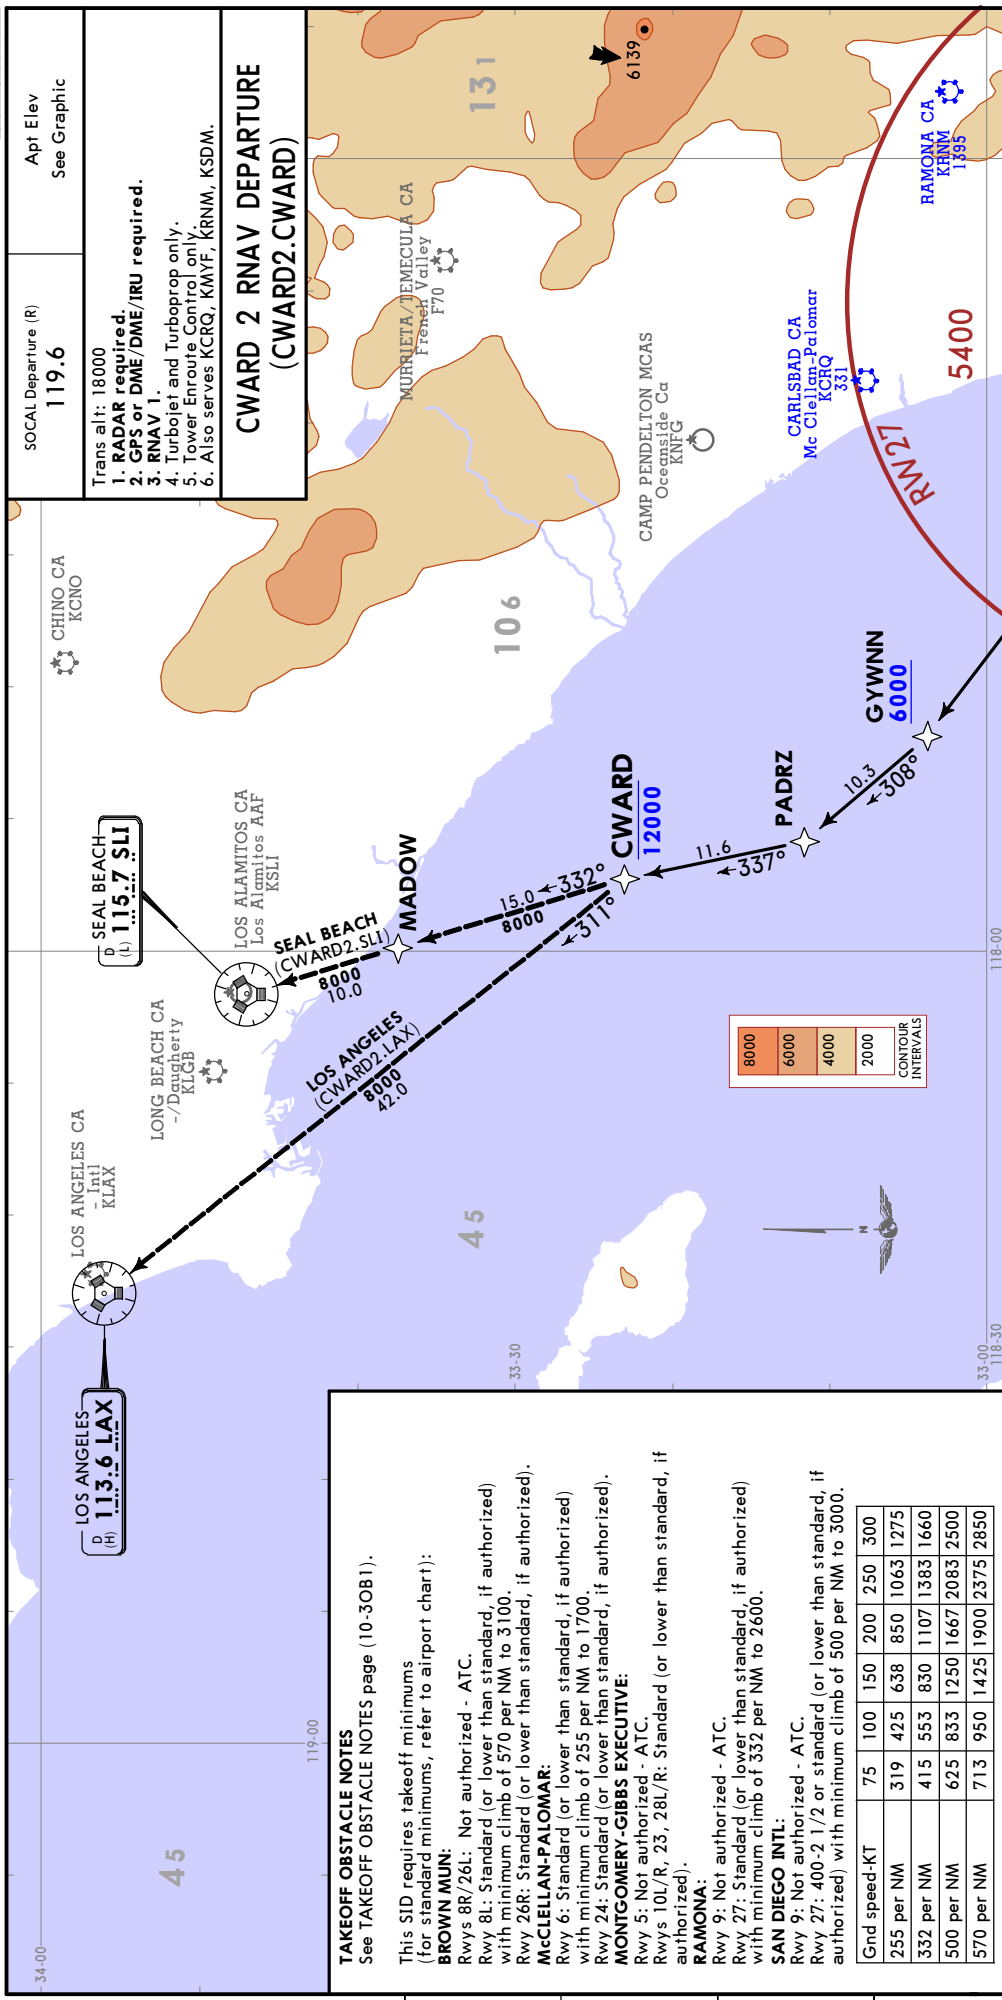 SOCAL Departure (R)
119.6
Apt Elev
See Graphic
Trans alt: 18000
1. RADAR required.
2. GPS or DME/DME/IRU required.
3. RNAV 1.
4. Turbojet and Turboprop only.
5. Tower Enroute Control only.
6. Also serves KCRQ, KMYF, KRNM, KSDM.
CWARD 2 RNAV DEPARTURE
(CWARD2.CWARD)
34-00
119-00
33-30
33-00
118-30
118-00
45
45
106
131
6139
LOS ANGELES
D
(H)
113.6 LAX
LOS ANGELES CA
- Intl
KLAX
LONG BEACH CA
-/Daugherty
KLGB
SEAL BEACH
D
(L)
115.7 SLI
LOS ALAMITOS CA
Los Alamitos AAF
KSLI
CHINO CA
KCNO
MURRIETA/TEMECULA CA
French Valley
F70
CAMP PENDELTON MCAS
Oceanside Ca
KNFG
CARLSBAD CA
Mc Clellan-Palomar
KCRQ
331
RAMONA CA
KRNM
1395
RW 27
5400
SEAL BEACH
(CWARD2.SLI)
8000
10.0
MADOW
15.0
332°
8000
LOS ANGELES
(CWARD2.LAX)
8000
42.0
311°
CWARD
12000
11.6
337°
PADRZ
10.3
308°
GYWNN
6000
8000
6000
4000
2000
CONTOUR
INTERVALS
N
TAKEOFF OBSTACLE NOTES
See TAKEOFF OBSTACLE NOTES page (10-3OB1).
This SID requires takeoff minimums
(for standard minimums, refer to airport chart):
BROWN MUN:
Rwys 8R/26L: Not authorized - ATC.
Rwy 8L: Standard (or lower than standard, if authorized)
with minimum climb of 570 per NM to 3100.
Rwy 26R: Standard (or lower than standard, if authorized).
McCLELLAN-PALOMAR:
Rwy 6: Standard (or lower than standard, if authorized)
with minimum climb of 255 per NM to 1700.
Rwy 24: Standard (or lower than standard, if authorized).
MONTGOMERY-GIBBS EXECUTIVE:
Rwy 5: Not authorized - ATC.
Rwys 10L/R, 23, 28L/R: Standard (or lower than standard, if
authorized).
RAMONA:
Rwy 9: Not authorized - ATC.
Rwy 27: Standard (or lower than standard, if authorized)
with minimum climb of 332 per NM to 2600.
SAN DIEGO INTL:
Rwy 9: Not authorized - ATC.
Rwy 27: 400-2 1/2 or standard (or lower than standard, if
authorized) with minimum climb of 500 per NM to 3000.
Gnd speed-KT 75 100 150 200 250 300
255 per NM 319 425 638 850 1063 1275
332 per NM 415 553 830 1107 1383 1660
500 per NM 625 833 1250 1667 2083 2500
570 per NM 713 950 1425 1900 2375 2850